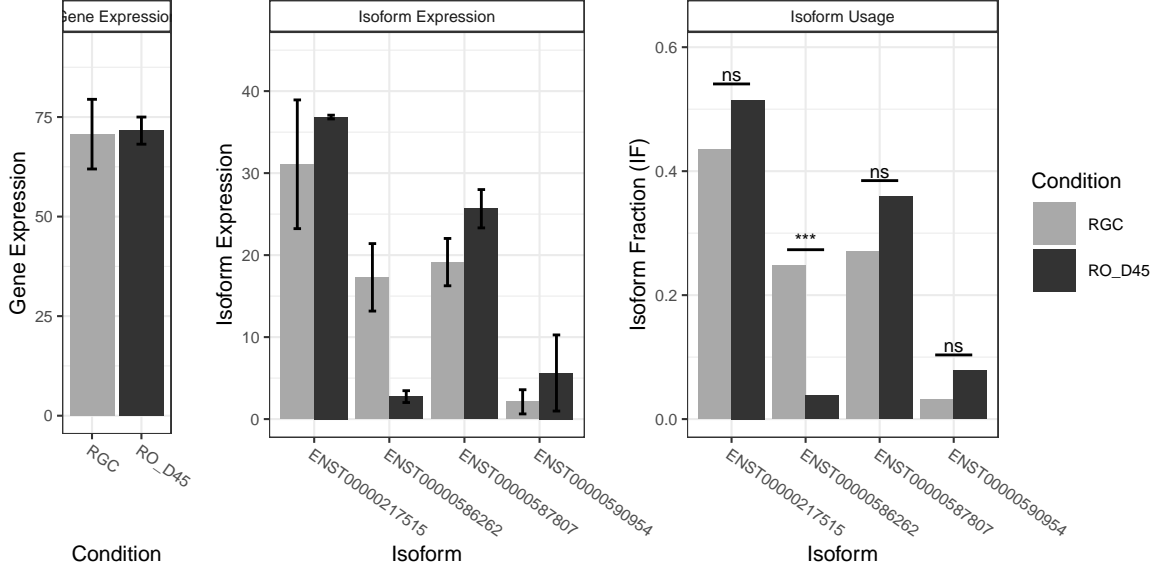 Gene Expression
Isoform Expression
Isoform Usage
Gene Expression
75
50
25
0
RGC
RO_D45
Condition
Isoform Expression
40
30
20
10
0
ENST00000217515
ENST00000586262
ENST00000587807
ENST00000590954
Isoform
Isoform Fraction (IF)
0.6
0.4
0.2
0.0
ns
***
ns
ns
ENST00000217515
ENST00000586262
ENST00000587807
ENST00000590954
Isoform
Condition
RGC
RO_D45